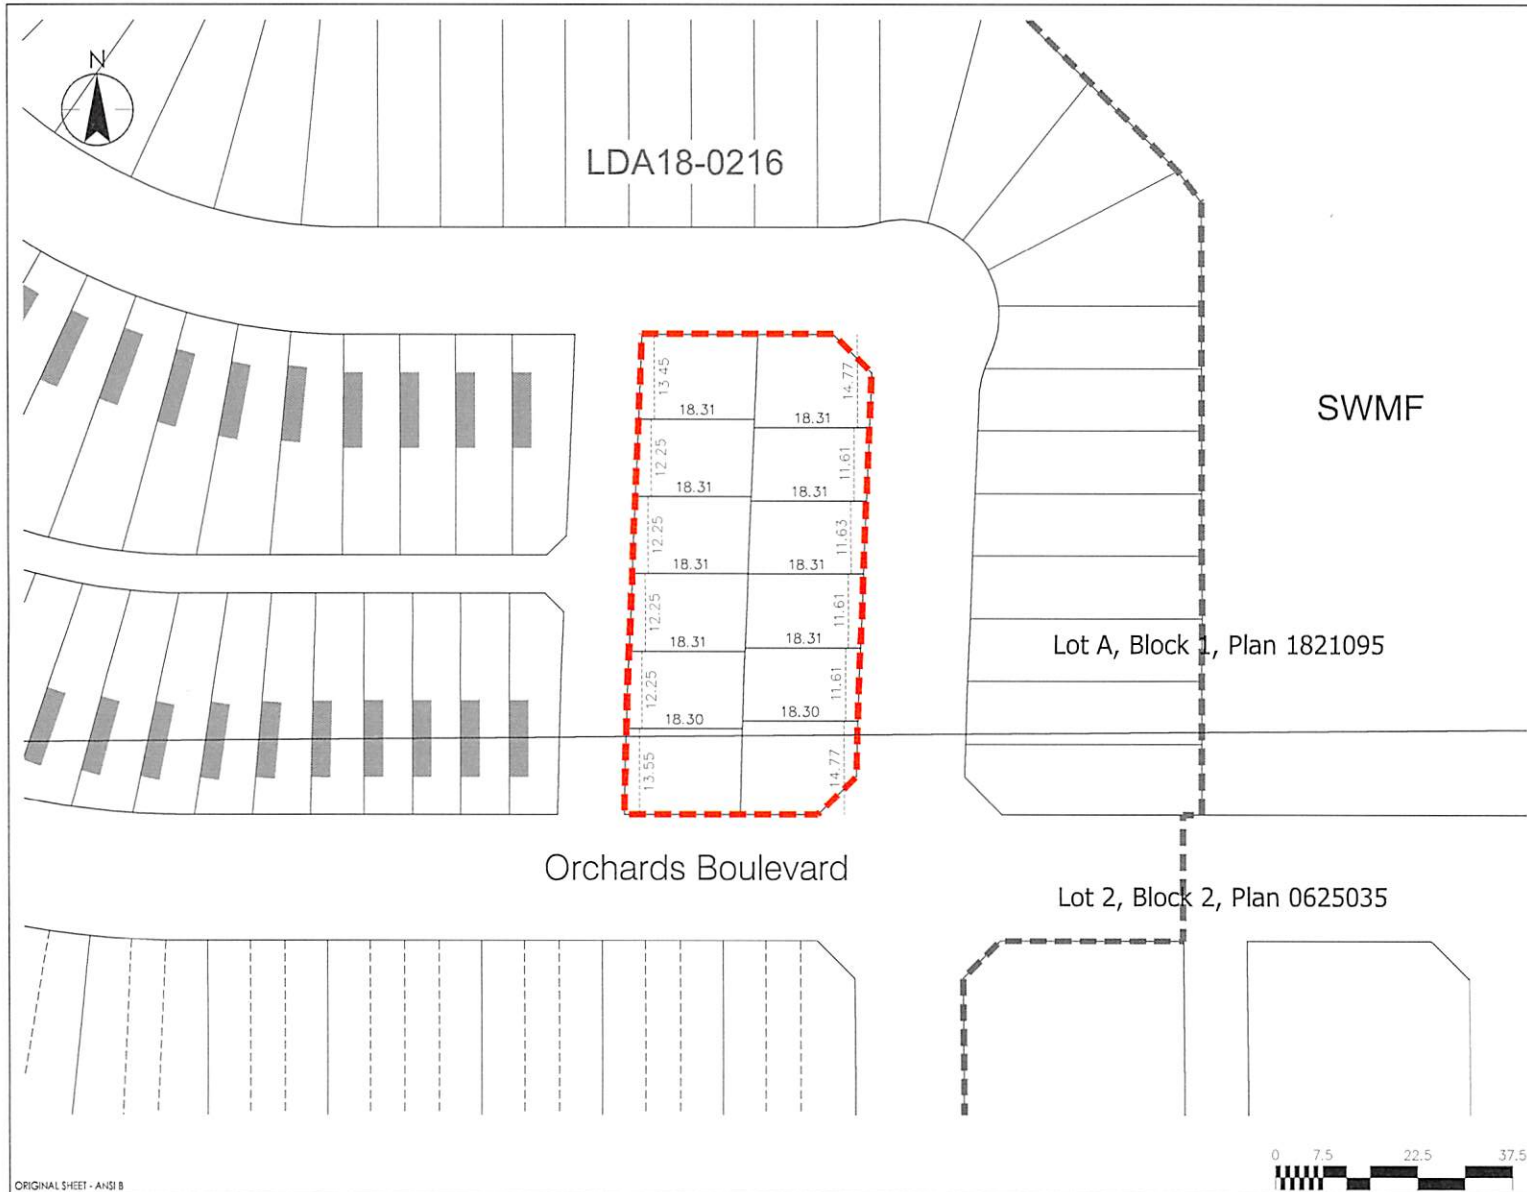 N
LDA18-0216
13.45
14.77
18.31
18.31
12.25
11.61
18.31
18.31
12.25
11.63
18.31
18.31
12.25
11.61
18.31
18.31
12.25
11.61
18.30
18.30
13.55
14.77
SWMF
Lot A, Block 1, Plan 1821095
Orchards Boulevard
Lot 2, Block 2, Plan 0625035
0 7.5 22.5 37.5
ORIGINAL SHEET - ANSI B